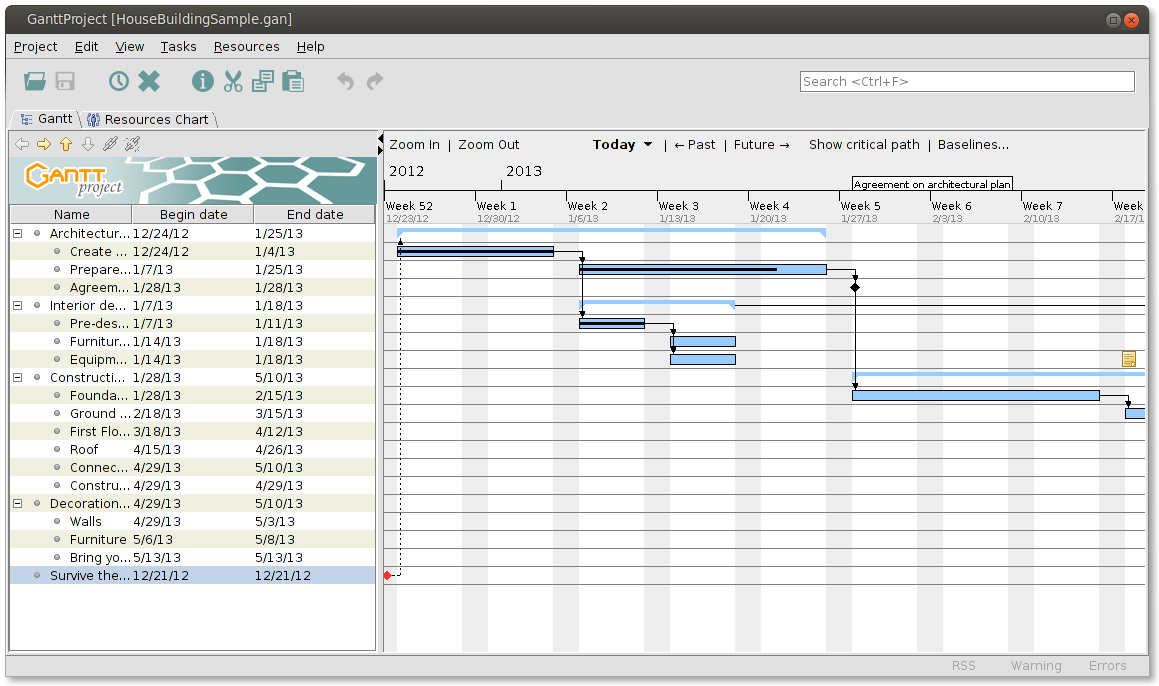 GanttProject [HouseBuildingSample.gan]
Project Edit View Tasks Resources Help
Search <Ctrl+F>
Gantt Resources Chart
Zoom In | Zoom Out Today | ← Past | Future → Show critical path | Baselines...
GANTT project
2012 2013
Agreement on architectural plan
Name Begin date End date
Week 52 Week 1 Week 2 Week 3 Week 4 Week 5 Week 6 Week 7 Week
12/23/12 12/30/12 1/6/13 1/13/13 1/20/13 1/27/13 2/3/13 2/10/13 2/17/1
Architectur... 12/24/12 1/25/13
Create ... 12/24/12 1/4/13
Prepare... 1/7/13 1/25/13
Agreem... 1/28/13 1/28/13
Interior de... 1/7/13 1/18/13
Pre-des... 1/7/13 1/11/13
Furnitur... 1/14/13 1/18/13
Equipm... 1/14/13 1/18/13
Constructi... 1/28/13 5/10/13
Founda... 1/28/13 2/15/13
Ground ... 2/18/13 3/15/13
First Flo... 3/18/13 4/12/13
Roof 4/15/13 4/26/13
Connec... 4/29/13 5/10/13
Constru... 4/29/13 4/29/13
Decoration... 4/29/13 5/10/13
Walls 4/29/13 5/3/13
Furniture 5/6/13 5/8/13
Bring yo... 5/13/13 5/13/13
Survive the... 12/21/12 12/21/12
RSS Warning Errors